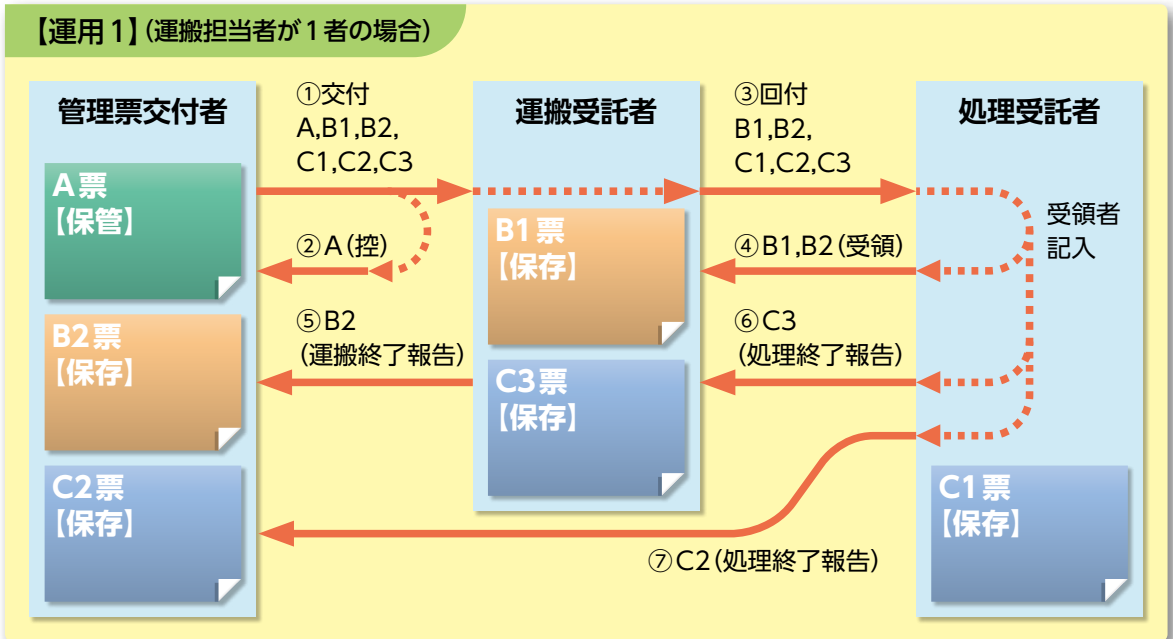 【運用1】(運搬担当者が1者の場合)
管理票交付者
A票
【保管】
B2票
【保存】
C2票
【保存】
①交付
A,B1,B2,
C1,C2,C3
②A(控)
⑤B2
(運搬終了報告)
運搬受託者
B1票
【保存】
C3票
【保存】
③回付
B1,B2,
C1,C2,C3
④B1,B2(受領)
⑥C3
(処理終了報告)
⑦C2(処理終了報告)
処理受託者
受領者
記入
C1票
【保存】